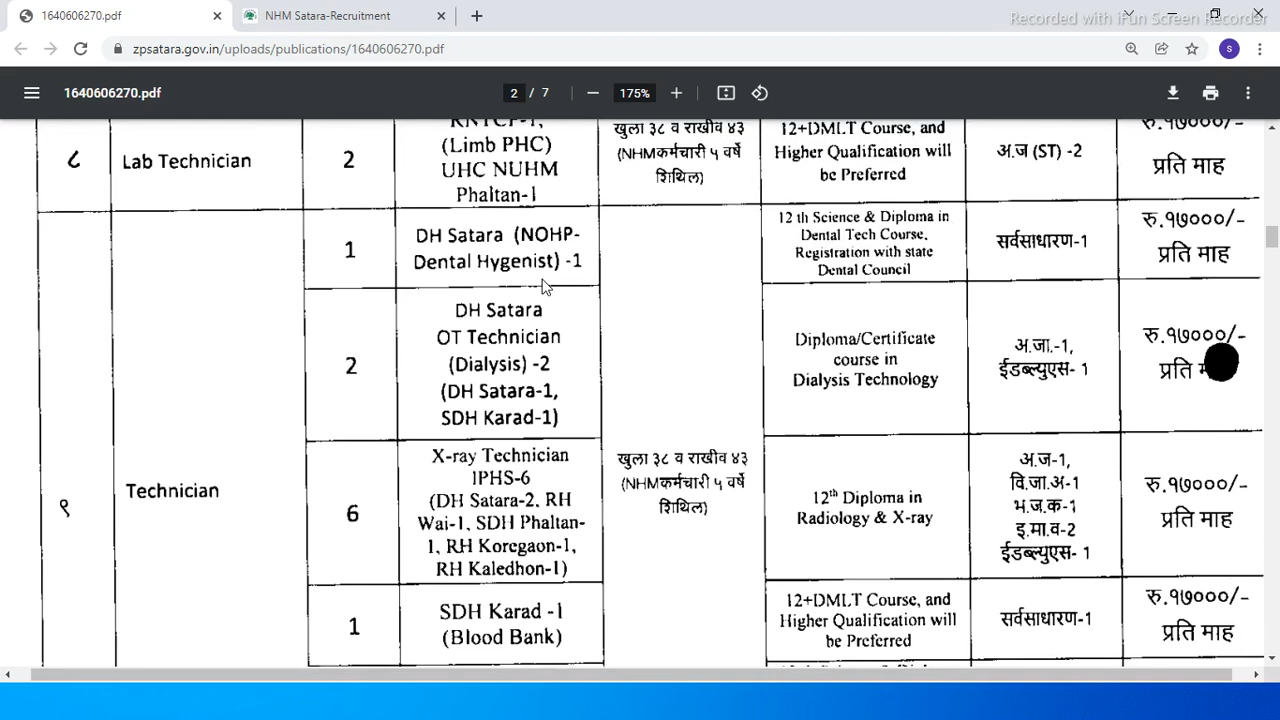 1640606270.pdf
NHM Satara-Recruitment
Recorded with iFun Screen Recorder
zpsatara.gov.in/uploads/publications/1640606270.pdf
S
1640606270.pdf
2 / 7
175%
८
Lab Technician
2
RNTCP-1,
(Limb PHC)
UHC NUHM
Phaltan-1
खुला ३८ व राखीव ४३
(NHMकर्मचारी ५ वर्षे
शिथिल)
12+DMLT Course, and
Higher Qualification will
be Preferred
अ.ज (ST) -2
रु.१७०००/-
प्रति माह
९
Technician
1
DH Satara (NOHP-
Dental Hygenist) -1
12 th Science & Diploma in
Dental Tech Course,
Registration with state
Dental Council
सर्वसाधारण-1
रु.१७०००/-
प्रति माह
2
DH Satara
OT Technician
(Dialysis) -2
(DH Satara-1,
SDH Karad-1)
Diploma/Certificate
course in
Dialysis Technology
अ.जा.-1,
ईडब्ल्युएस- 1
रु.१७०००/-
प्रति
खुला ३८ व राखीव ४३
(NHMकर्मचारी ५ वर्षे
शिथिल)
6
X-ray Technician
IPHS-6
(DH Satara-2, RH
Wai-1, SDH Phaltan-
1, RH Koregaon-1,
RH Kaledhon-1)
12th Diploma in
Radiology & X-ray
अ.ज-1,
वि.जा.अ-1
भ.ज.क-1
इ.मा.व-2
ईडब्ल्युएस- 1
रु.१७०००/-
प्रति माह
1
SDH Karad -1
(Blood Bank)
12+DMLT Course, and
Higher Qualification will
be Preferred
सर्वसाधारण-1
रु.१७०००/-
प्रति माह